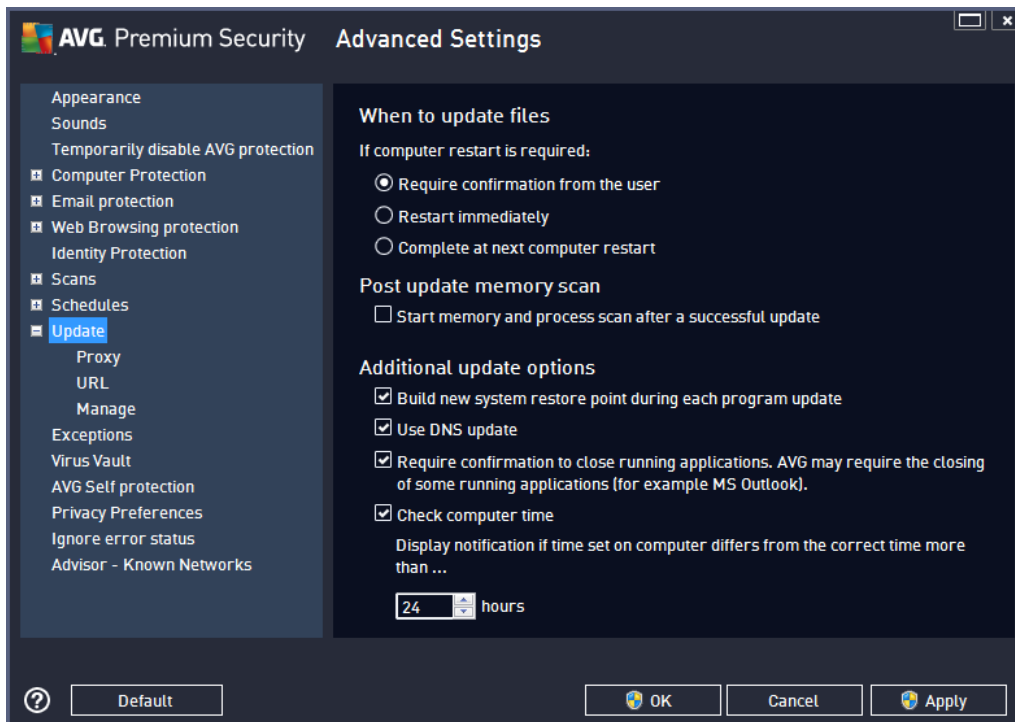 AVG. Premium Security
Advanced Settings
Appearance
Sounds
Temporarily disable AVG protection
Computer Protection
Email protection
Web Browsing protection
Identity Protection
Scans
Schedules
Update
Proxy
URL
Manage
Exceptions
Virus Vault
AVG Self protection
Privacy Preferences
Ignore error status
Advisor - Known Networks
When to update files
If computer restart is required:
Require confirmation from the user
Restart immediately
Complete at next computer restart
Post update memory scan
Start memory and process scan after a successful update
Additional update options
Build new system restore point during each program update
Use DNS update
Require confirmation to close running applications. AVG may require the closing
of some running applications (for example MS Outlook).
Check computer time
Display notification if time set on computer differs from the correct time more
than ...
24 hours
? Default OK Cancel Apply